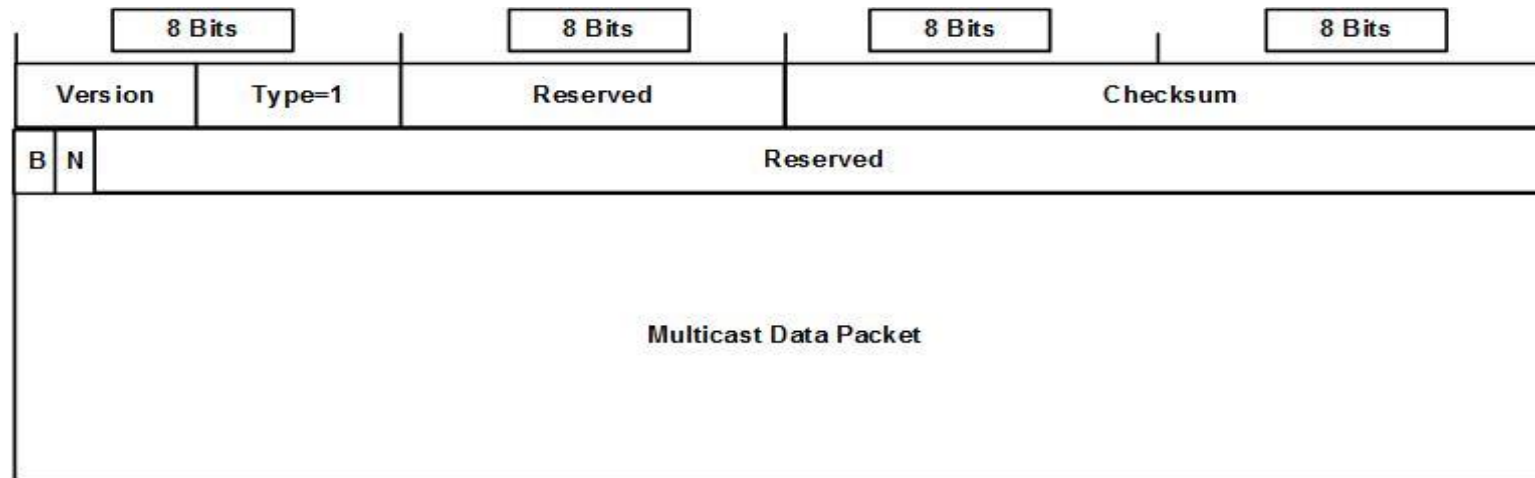 8 Bits 8 Bits 8 Bits 8 Bits
Version Type=1 Reserved Checksum
B N Reserved
Multicast Data Packet